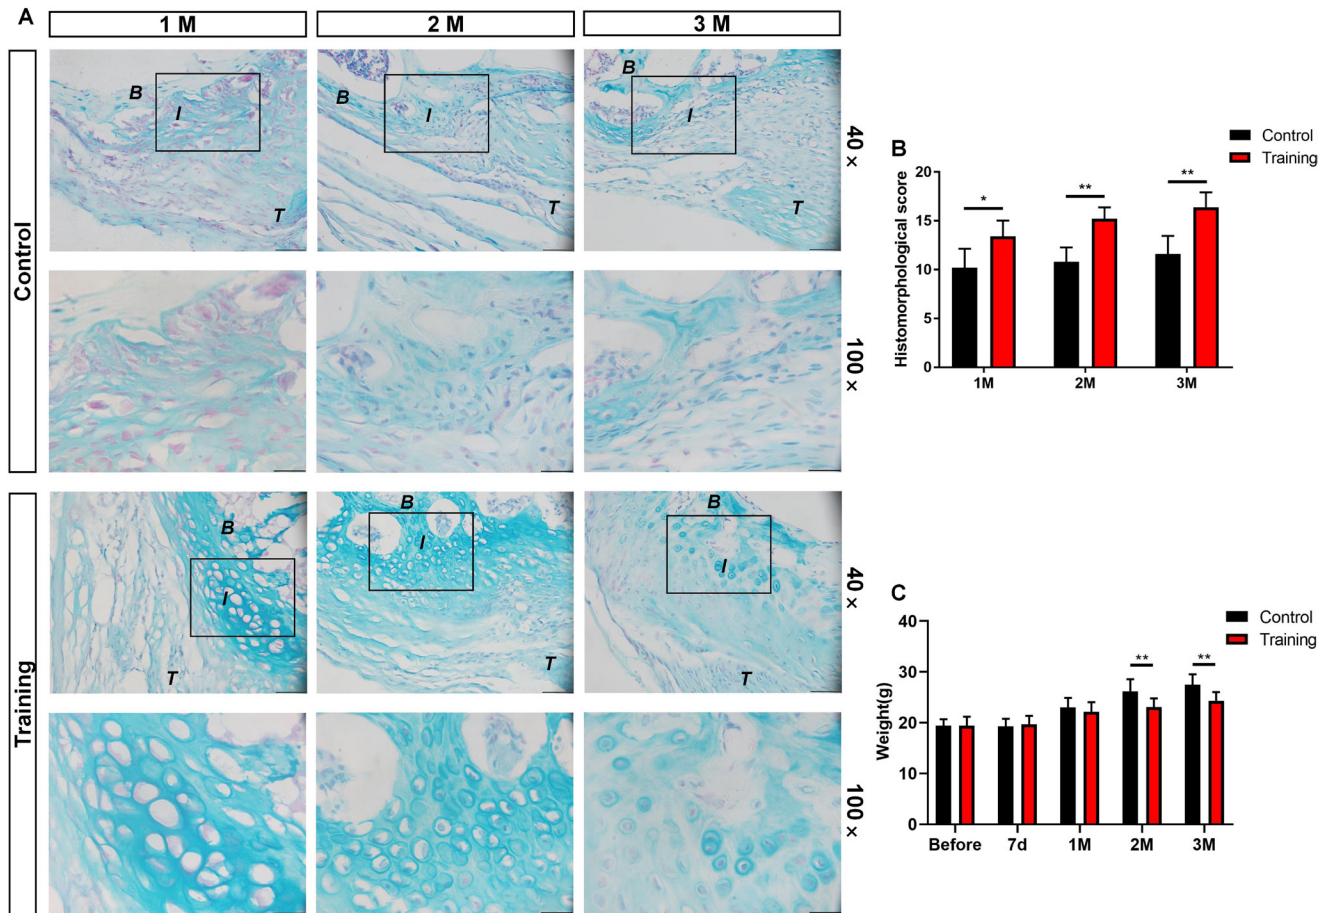 A
1 M
2 M
3 M
Control
B
I
T
B
I
T
B
I
T
40 ×
100 ×
Training
B
I
T
B
I
T
B
I
T
40 ×
100 ×
B
Control
Training
Histomorphological score
20
15
10
5
0
*
**
**
1M
2M
3M
C
Control
Training
Weight(g)
40
30
20
10
0
**
**
Before
7d
1M
2M
3M